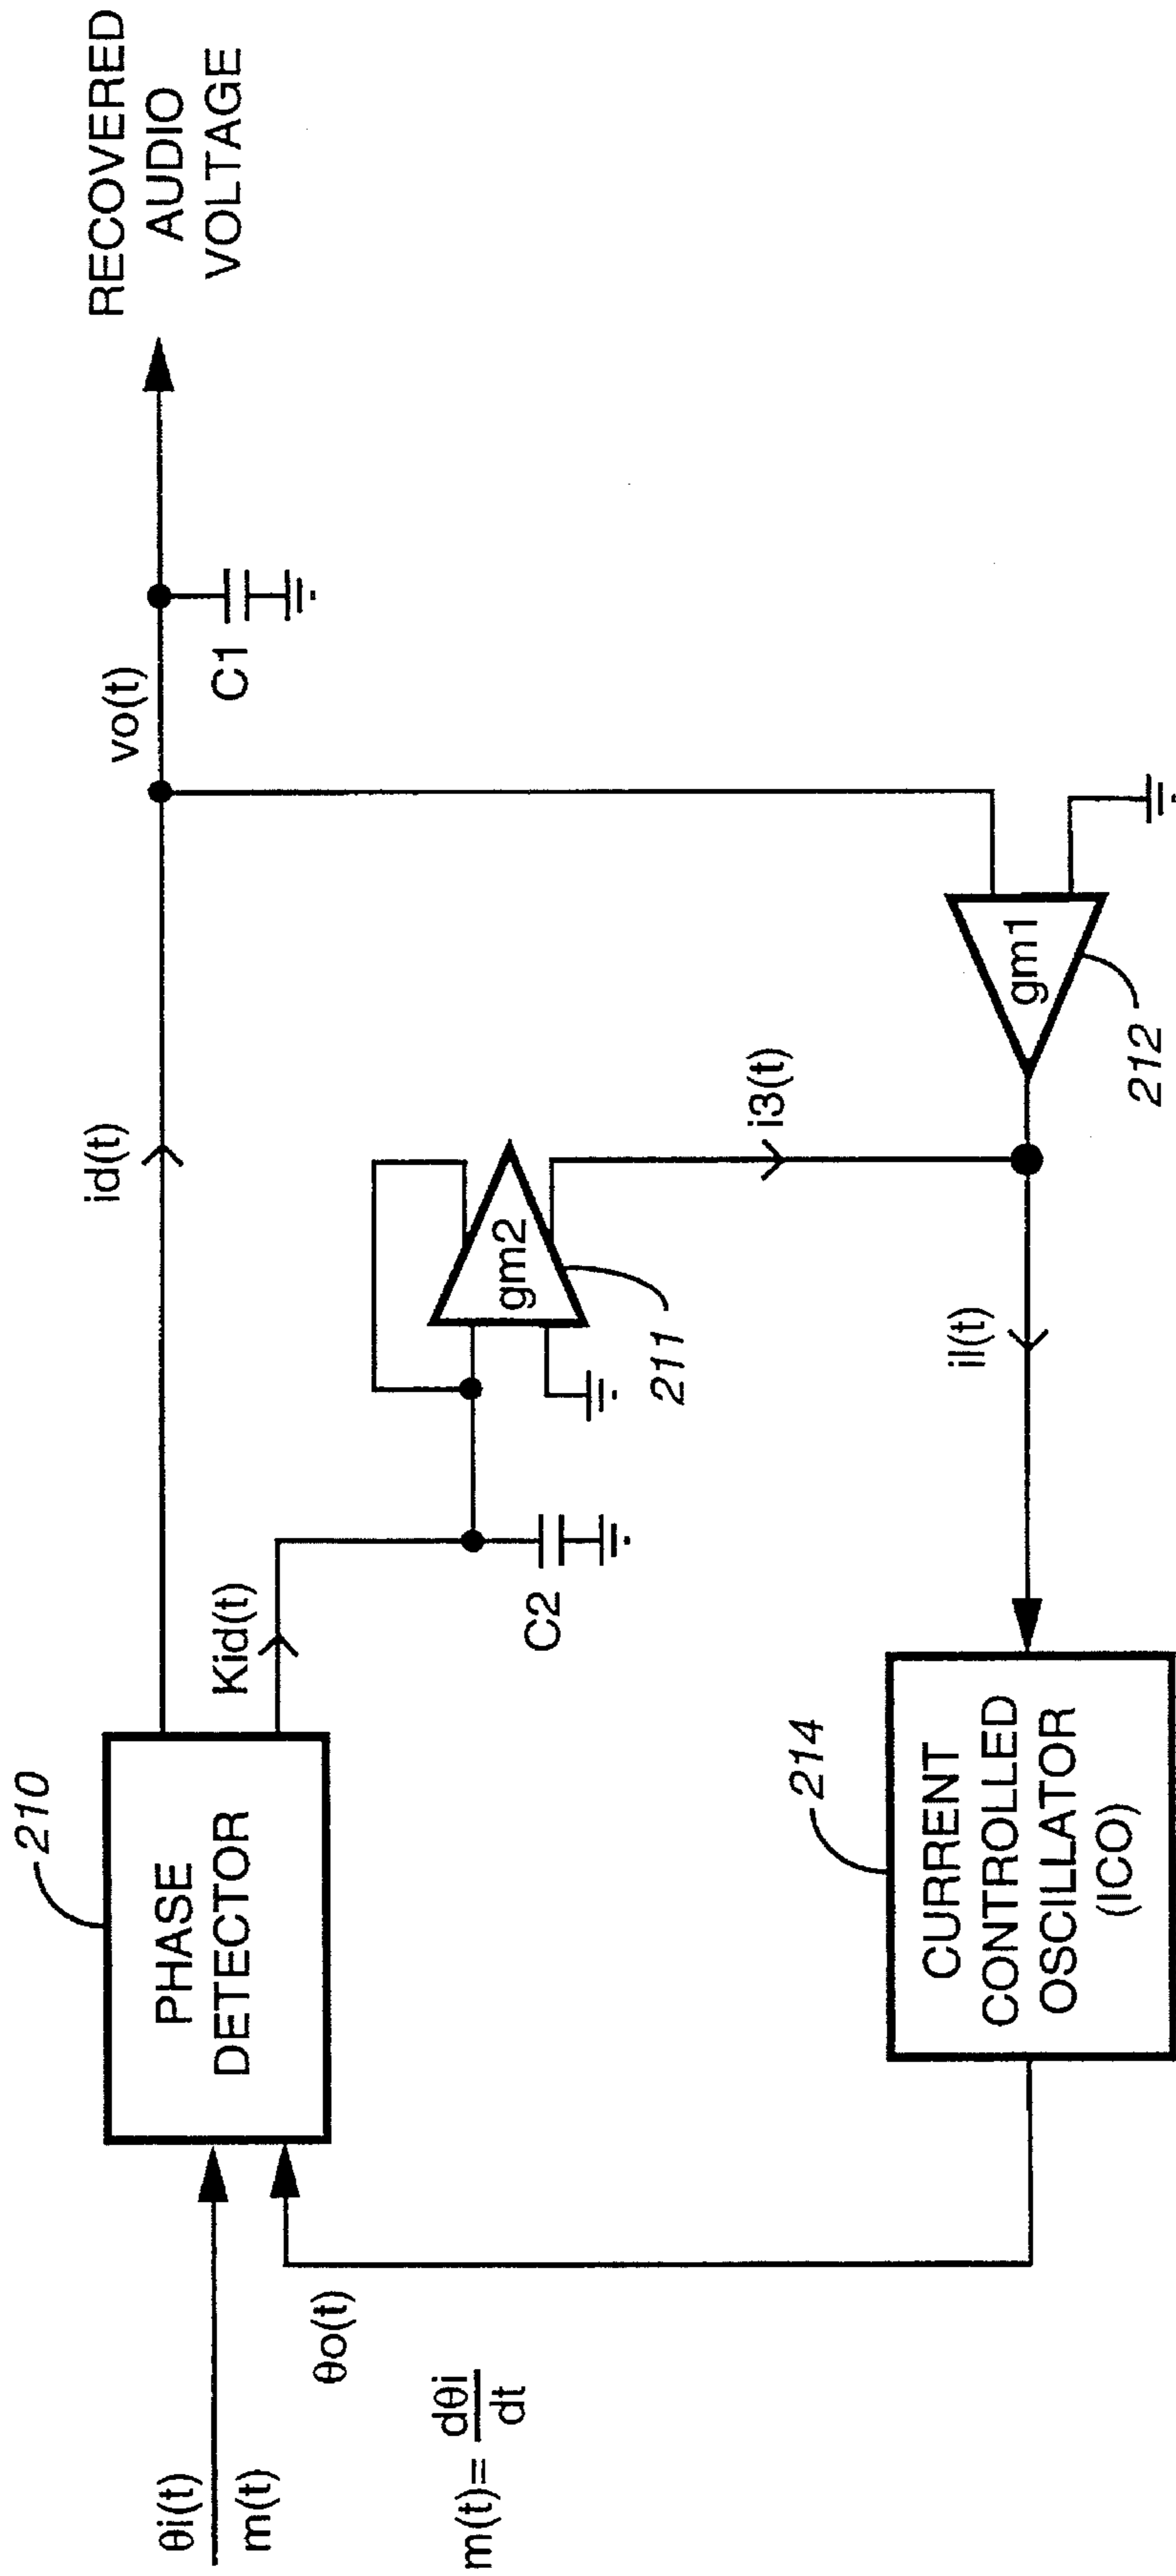 RECOVERED
AUDIO
VOLTAGE
vo(t)
C1
id(t)
Kid(t)
210
PHASE
DETECTOR
θi(t)
m(t)
θo(t)
m(t)= dθi
dt
C2
gm2
211
i3(t)
gm1
212
il(t)
214
CURRENT
CONTROLLED
OSCILLATOR
(ICO)